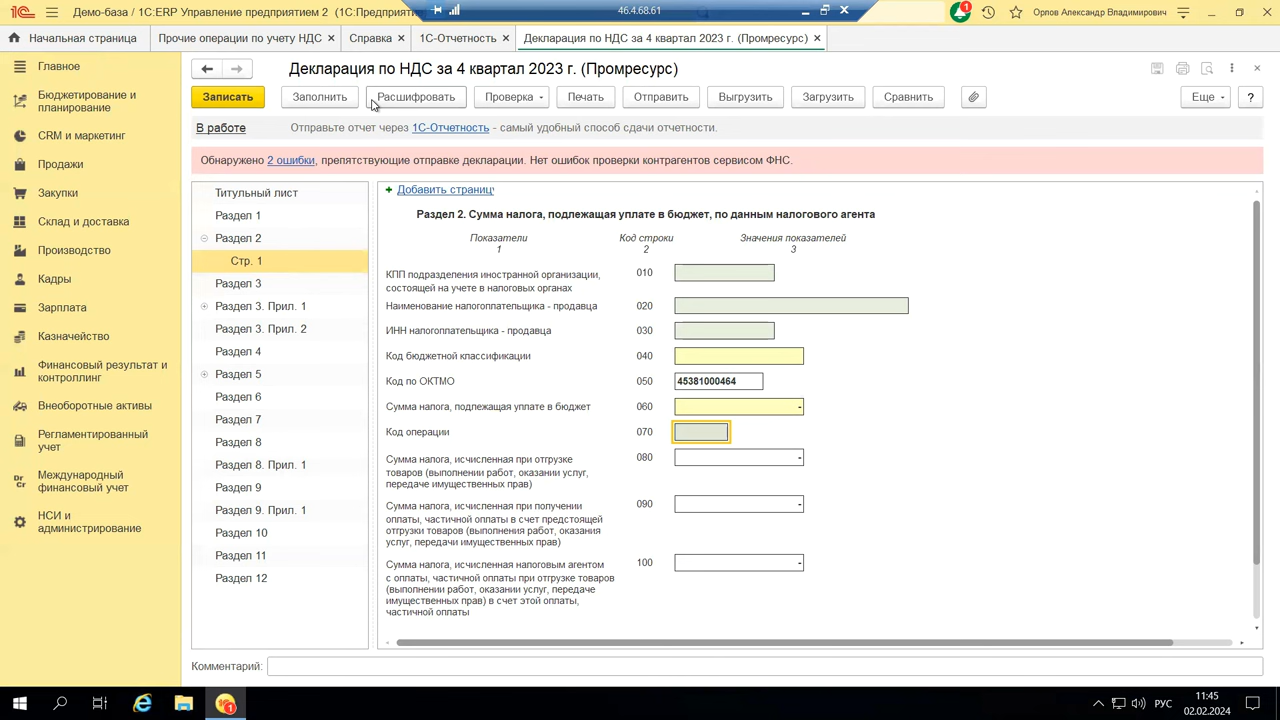 1С:ERP Управление предприятием 2 (1С:Предприятие
Демо-база /
46.4.68.61
1
Орлов Александр Владимирович
Начальная страница
Прочие операции по учету НДС ×
Справка ×
1С-Отчетность ×
Декларация по НДС за 4 квартал 2023 г. (Промресурс) ×
Главное
Бюджетирование и
планирование
CRM и маркетинг
Продажи
Закупки
Склад и доставка
Производство
Кадры
Зарплата
Казначейство
Финансовый результат и
контроллинг
Внеоборотные активы
Регламентированный
учет
Международный
финансовый учет
НСИ и
администрирование
Декларация по НДС за 4 квартал 2023 г. (Промресурс)
Записать
Заполнить
Расшифровать
Проверка
Печать
Отправить
Выгрузить
Загрузить
Сравнить
Еще
?
В работе
Отправьте отчет через 1С-Отчетность - самый удобный способ сдачи отчетности.
Обнаружено 2 ошибки, препятствующие отправке декларации. Нет ошибок проверки контрагентов сервисом ФНС.
Титульный лист
Раздел 1
Раздел 2
Стр. 1
Раздел 3
Раздел 3. Прил. 1
Раздел 3. Прил. 2
Раздел 4
Раздел 5
Раздел 6
Раздел 7
Раздел 8
Раздел 8. Прил. 1
Раздел 9
Раздел 9. Прил. 1
Раздел 10
Раздел 11
Раздел 12
Добавить страницу
Раздел 2. Сумма налога, подлежащая уплате в бюджет, по данным налогового агента
Показатели Код строки Значения показателей
1 2 3
КПП подразделения иностранной организации, 010
состоящей на учете в налоговых органах
Наименование налогоплательщика - продавца 020
ИНН налогоплательщика - продавца 030
Код бюджетной классификации 040
Код по ОКТМО 050 45381000464
Сумма налога, подлежащая уплате в бюджет 060 -
Код операции 070
Сумма налога, исчисленная при отгрузке 080 -
товаров (выполнении работ, оказании услуг,
передаче имущественных прав)
Сумма налога, исчисленная при получении 090 -
оплаты, частичной оплаты в счет предстоящей
отгрузки товаров (выполнения работ, оказания
услуг, передачи имущественных прав)
Сумма налога, исчисленная налоговым агентом 100 -
с оплаты, частичной оплаты при отгрузке товаров
(выполнении работ, оказании услуг, передаче
имущественных прав) в счет этой оплаты,
частичной оплаты
Комментарий:
РУС
11:45
02.02.2024